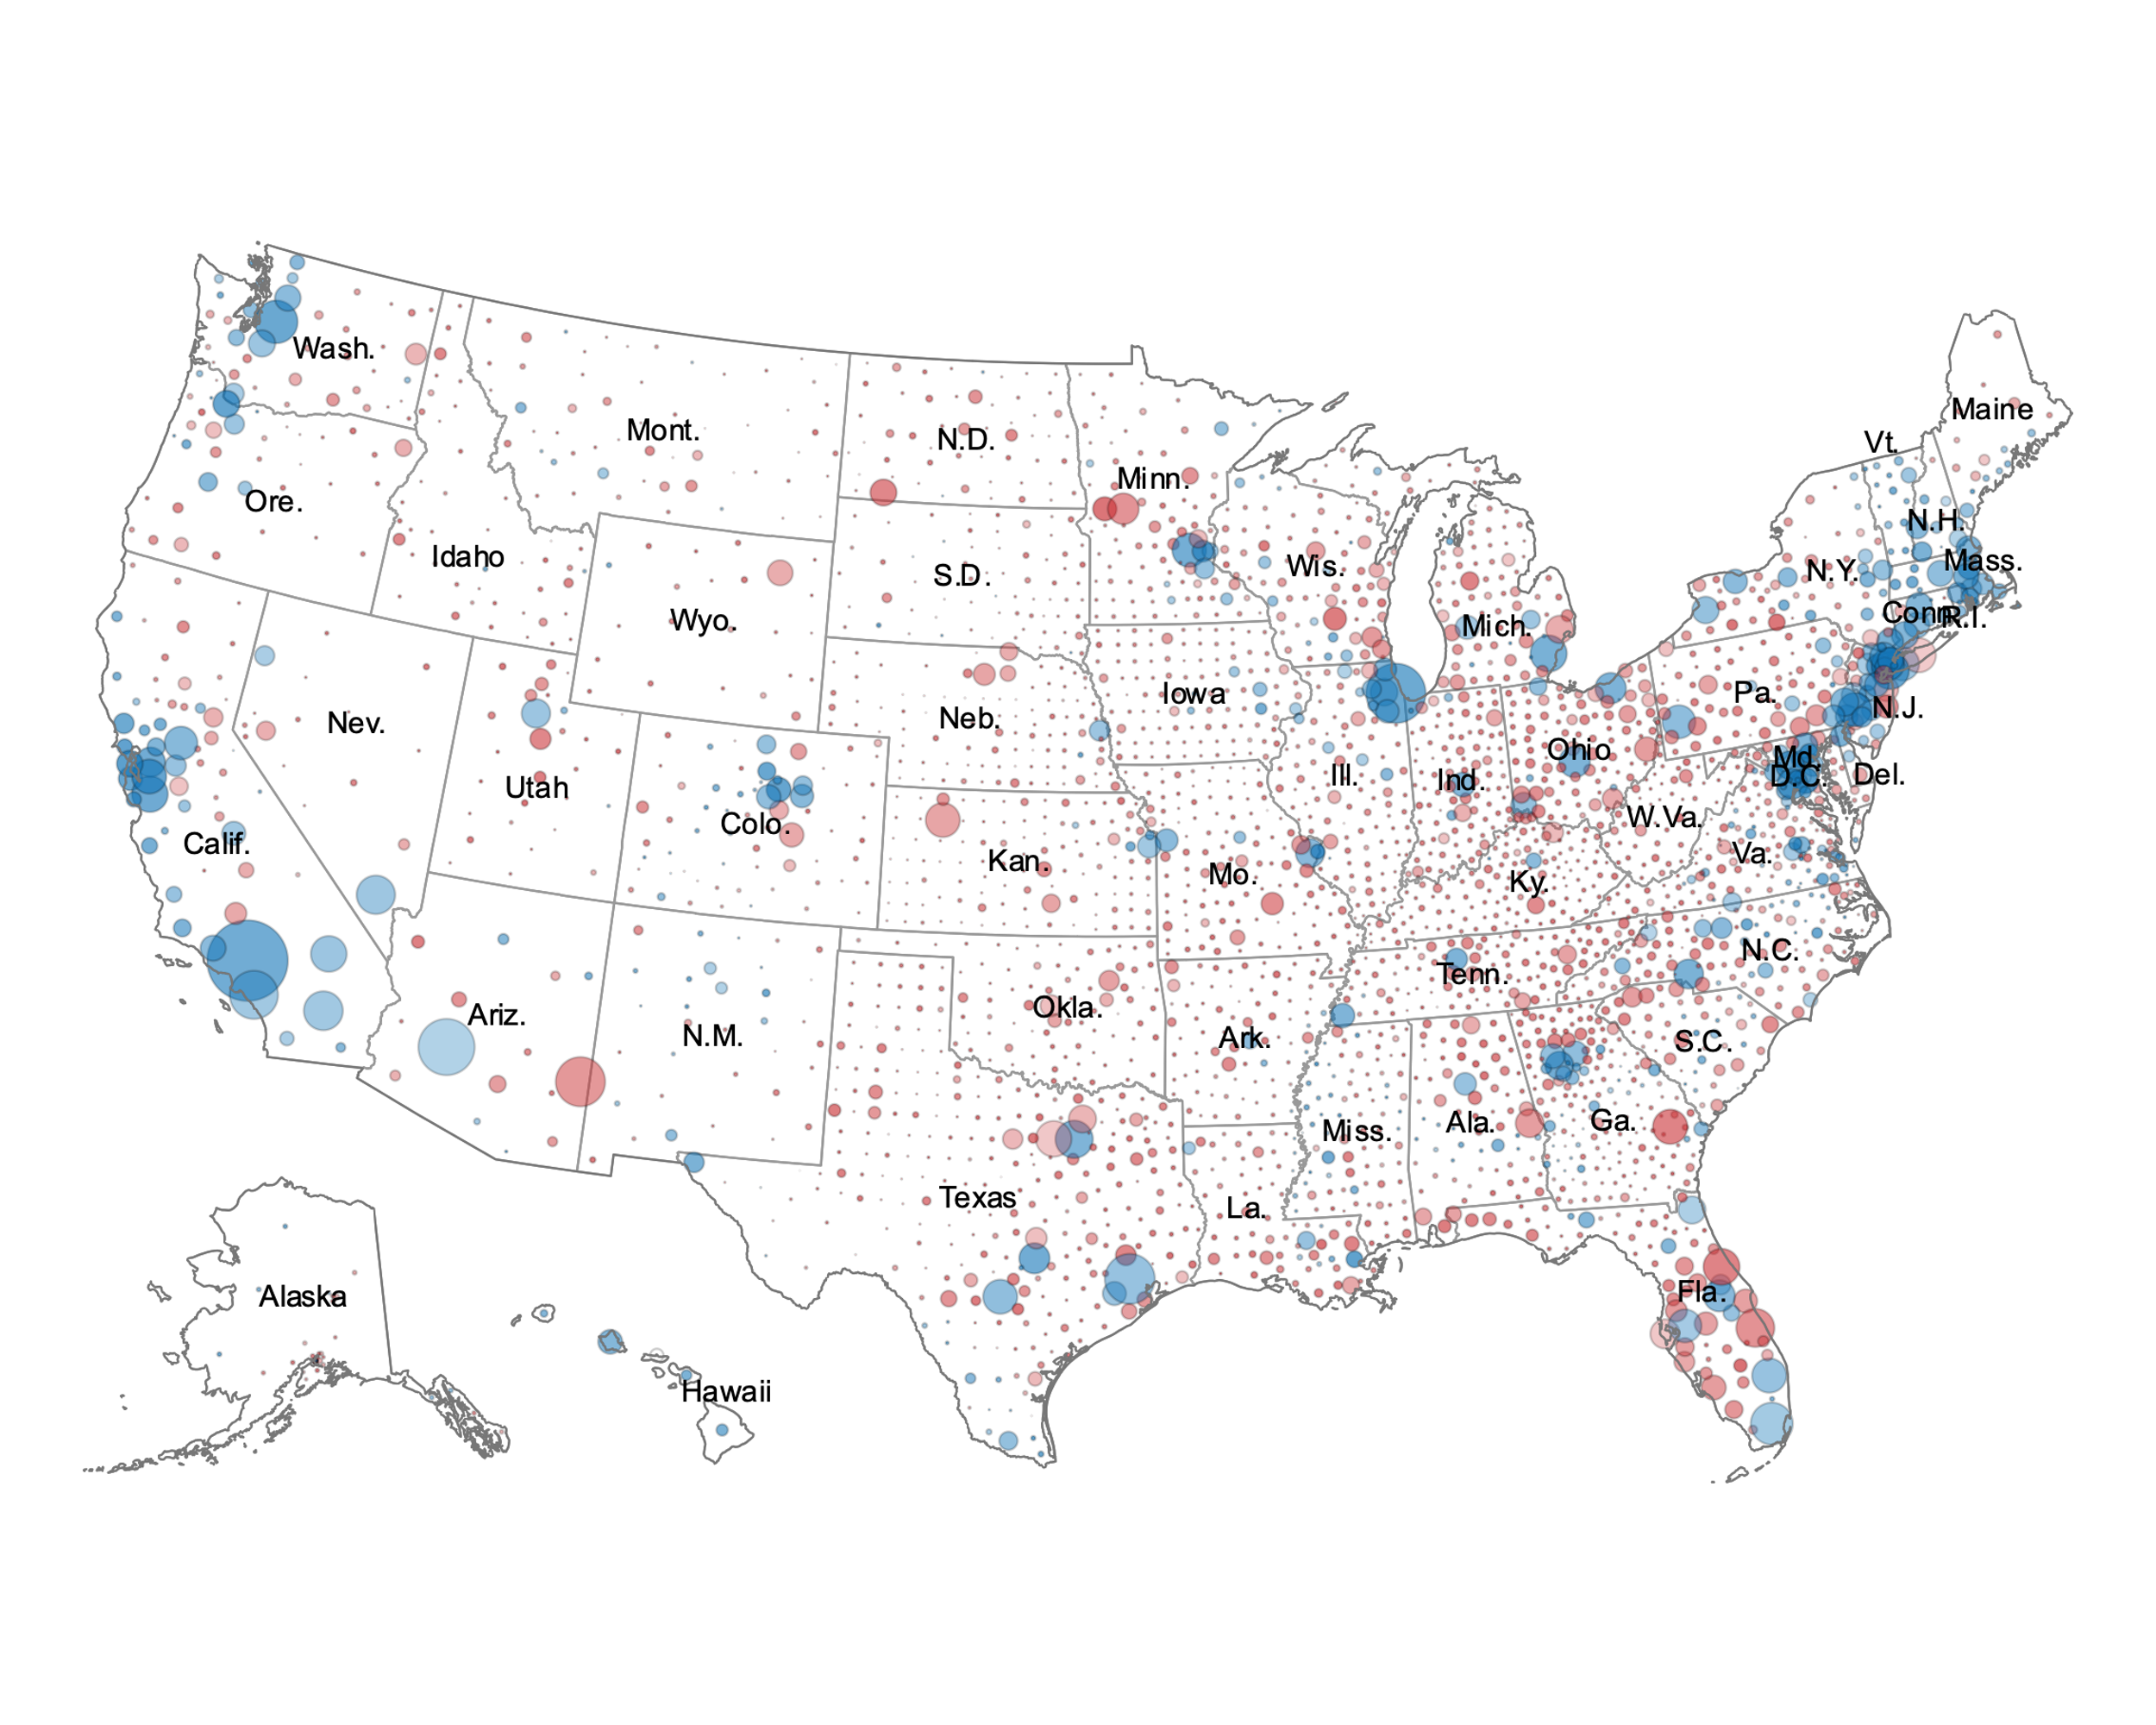 Wash.
Maine
Mont.
N.D.
Vt.
Minn.
Ore.
N.H.
Idaho
Wis.
Mass.
S.D.
N.Y.
Wyo.
Mich.
Conn.
R.I.
Iowa
Pa.
N.J.
Nev.
Neb.
Ohio
Md.
Utah
Ill.
Ind.
D.C.
Del.
Colo.
W.Va.
Calif.
Kan.
Va.
Mo.
Ky.
N.C.
Tenn.
Okla.
Ariz.
N.M.
Ark.
S.C.
Miss.
Ala.
Ga.
Texas
La.
Alaska
Fla.
Hawaii